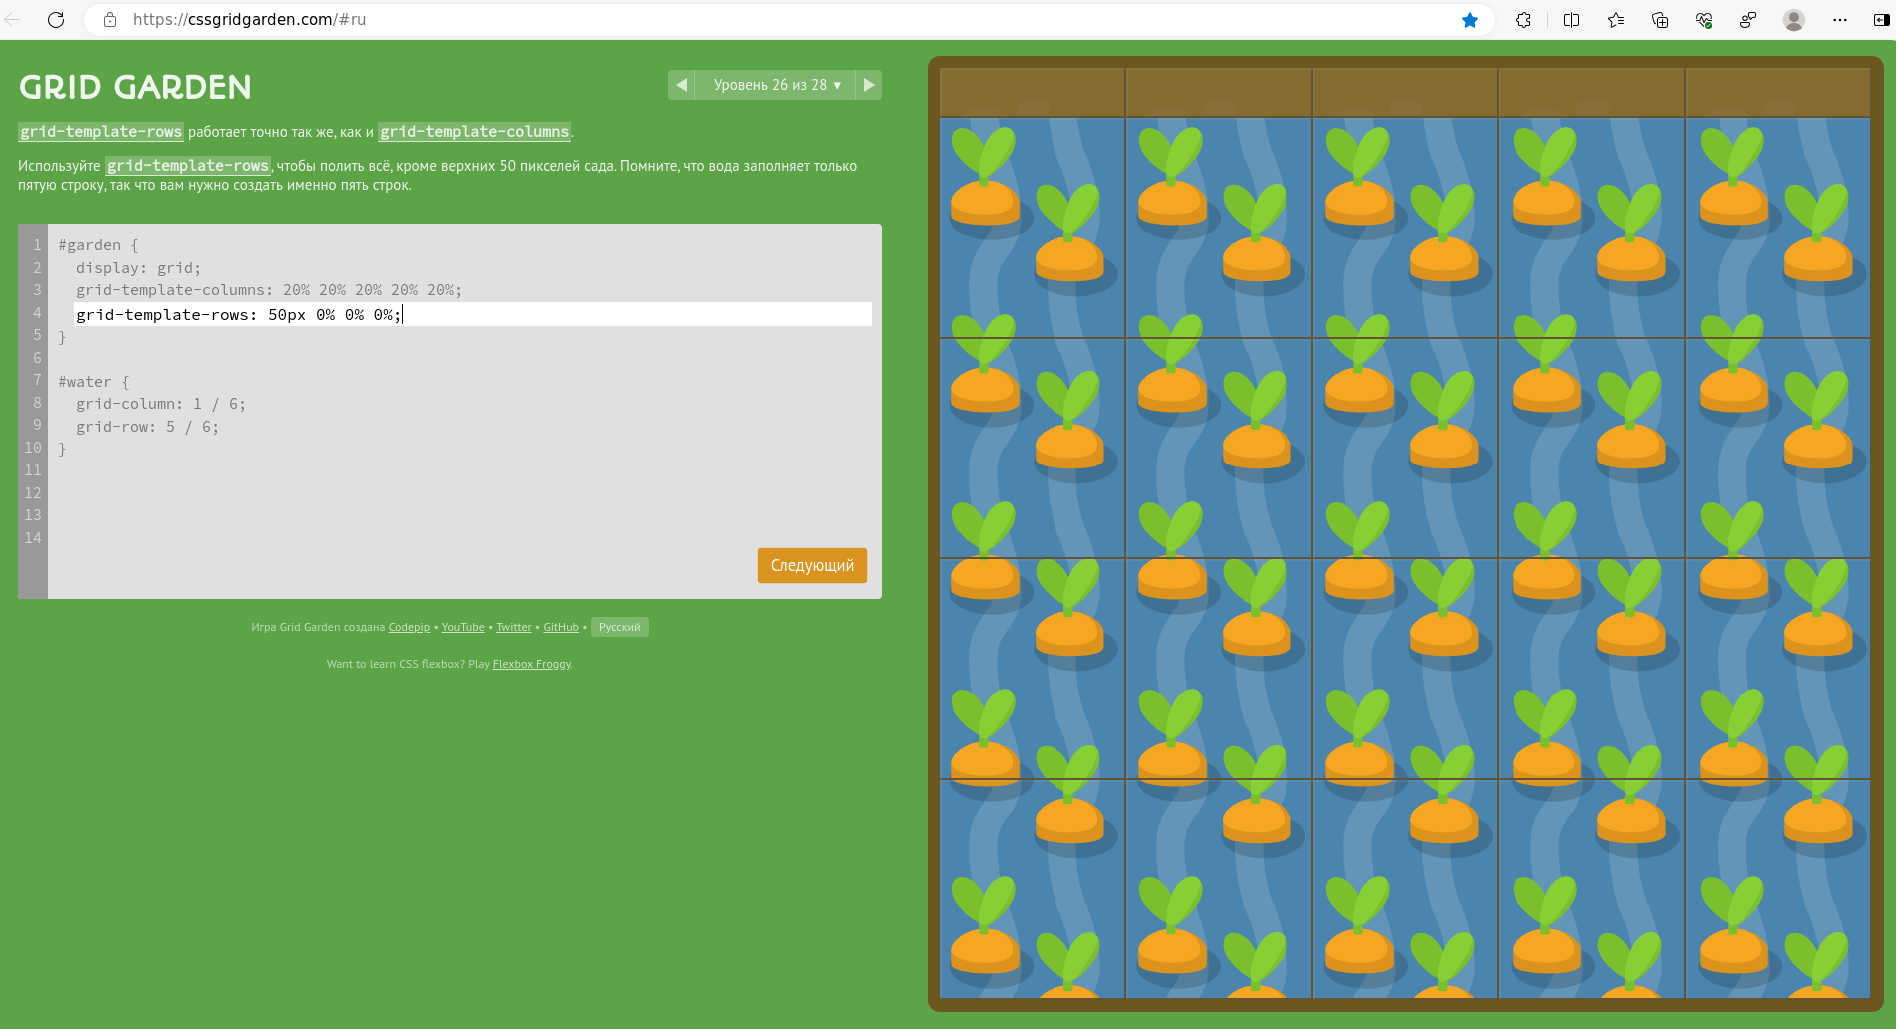 https://cssgridgarden.com/#ru
GRID GARDEN
◀ Уровень 26 из 28 ▾ ▶
grid-template-rows работает точно так же, как и grid-template-columns.
Используйте grid-template-rows, чтобы полить всё, кроме верхних 50 пикселей сада. Помните, что вода заполняет только
пятую строку, так что вам нужно создать именно пять строк.
1 #garden {
2 display: grid;
3 grid-template-columns: 20% 20% 20% 20% 20%;
4 grid-template-rows: 50px 0% 0% 0%;
5 }
6
7 #water {
8 grid-column: 1 / 6;
9 grid-row: 5 / 6;
10 }
11
12
13
14
Следующий
Игра Grid Garden создана Codepip • YouTube • Twitter • GitHub • Русский
Want to learn CSS flexbox? Play Flexbox Froggy.